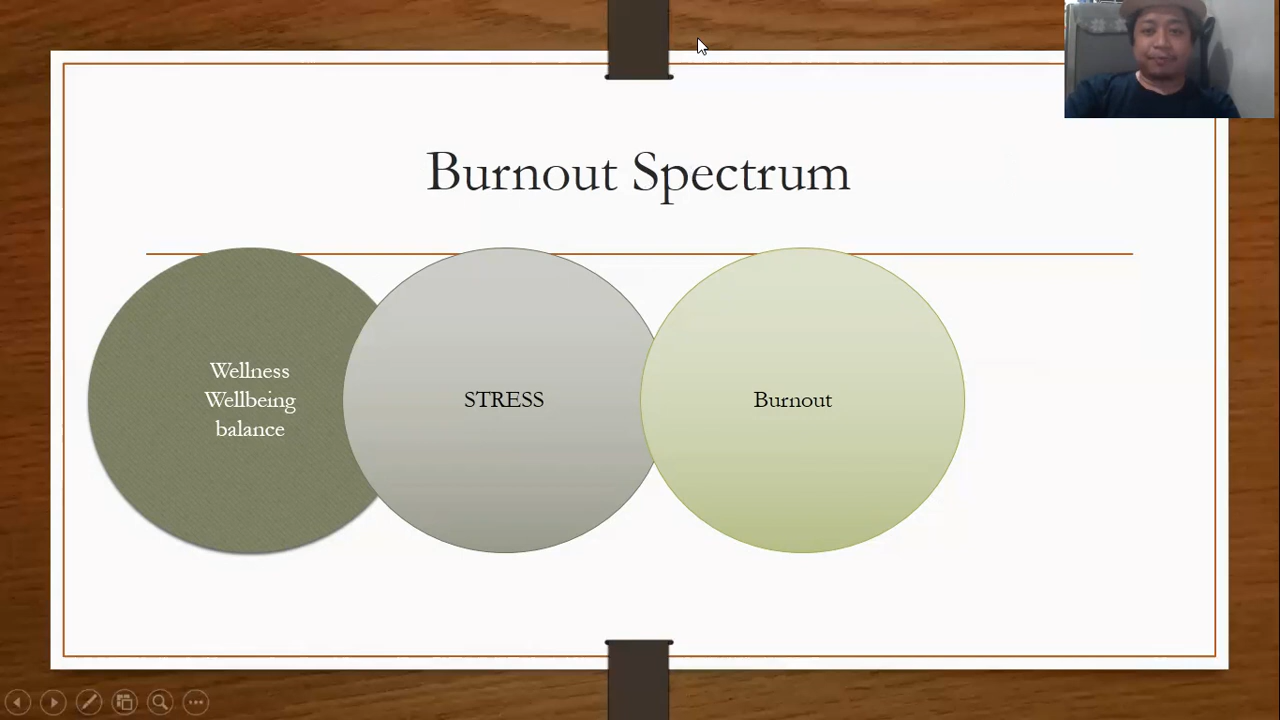 Burnout Spectrum
Wellness
Wellbeing
balance
STRESS
Burnout